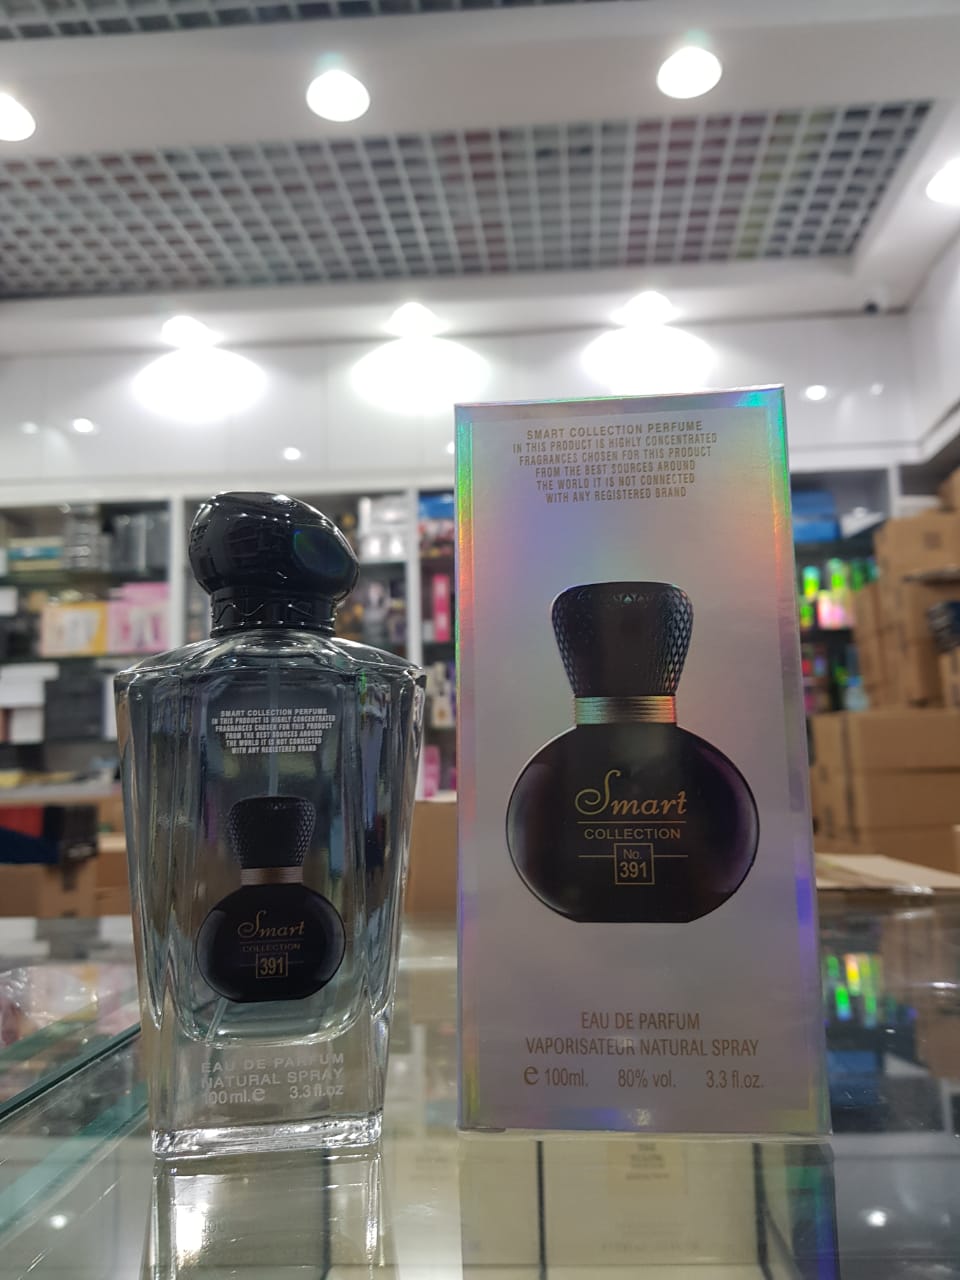 SMART COLLECTION PERFUME
IN THIS PRODUCT IS HIGHLY CONCENTRATED
FRAGRANCES CHOSEN FOR THIS PRODUCT
FROM THE BEST SOURCES AROUND
THE WORLD IT IS NOT CONNECTED
WITH ANY REGISTERED BRAND
Smart
COLLECTION
391
EAU DE PARFUM
NATURAL SPRAY
100ml.e 3.3fl.oz
SMART COLLECTION PERFUME
IN THIS PRODUCT IS HIGHLY CONCENTRATED
FRAGRANCES CHOSEN FOR THIS PRODUCT
FROM THE BEST SOURCES AROUND
THE WORLD IT IS NOT CONNECTED
WITH ANY REGISTERED BRAND
Smart
COLLECTION
No.
391
EAU DE PARFUM
VAPORISATEUR NATURAL SPRAY
e 100ml. 80% vol. 3.3 fl.oz.